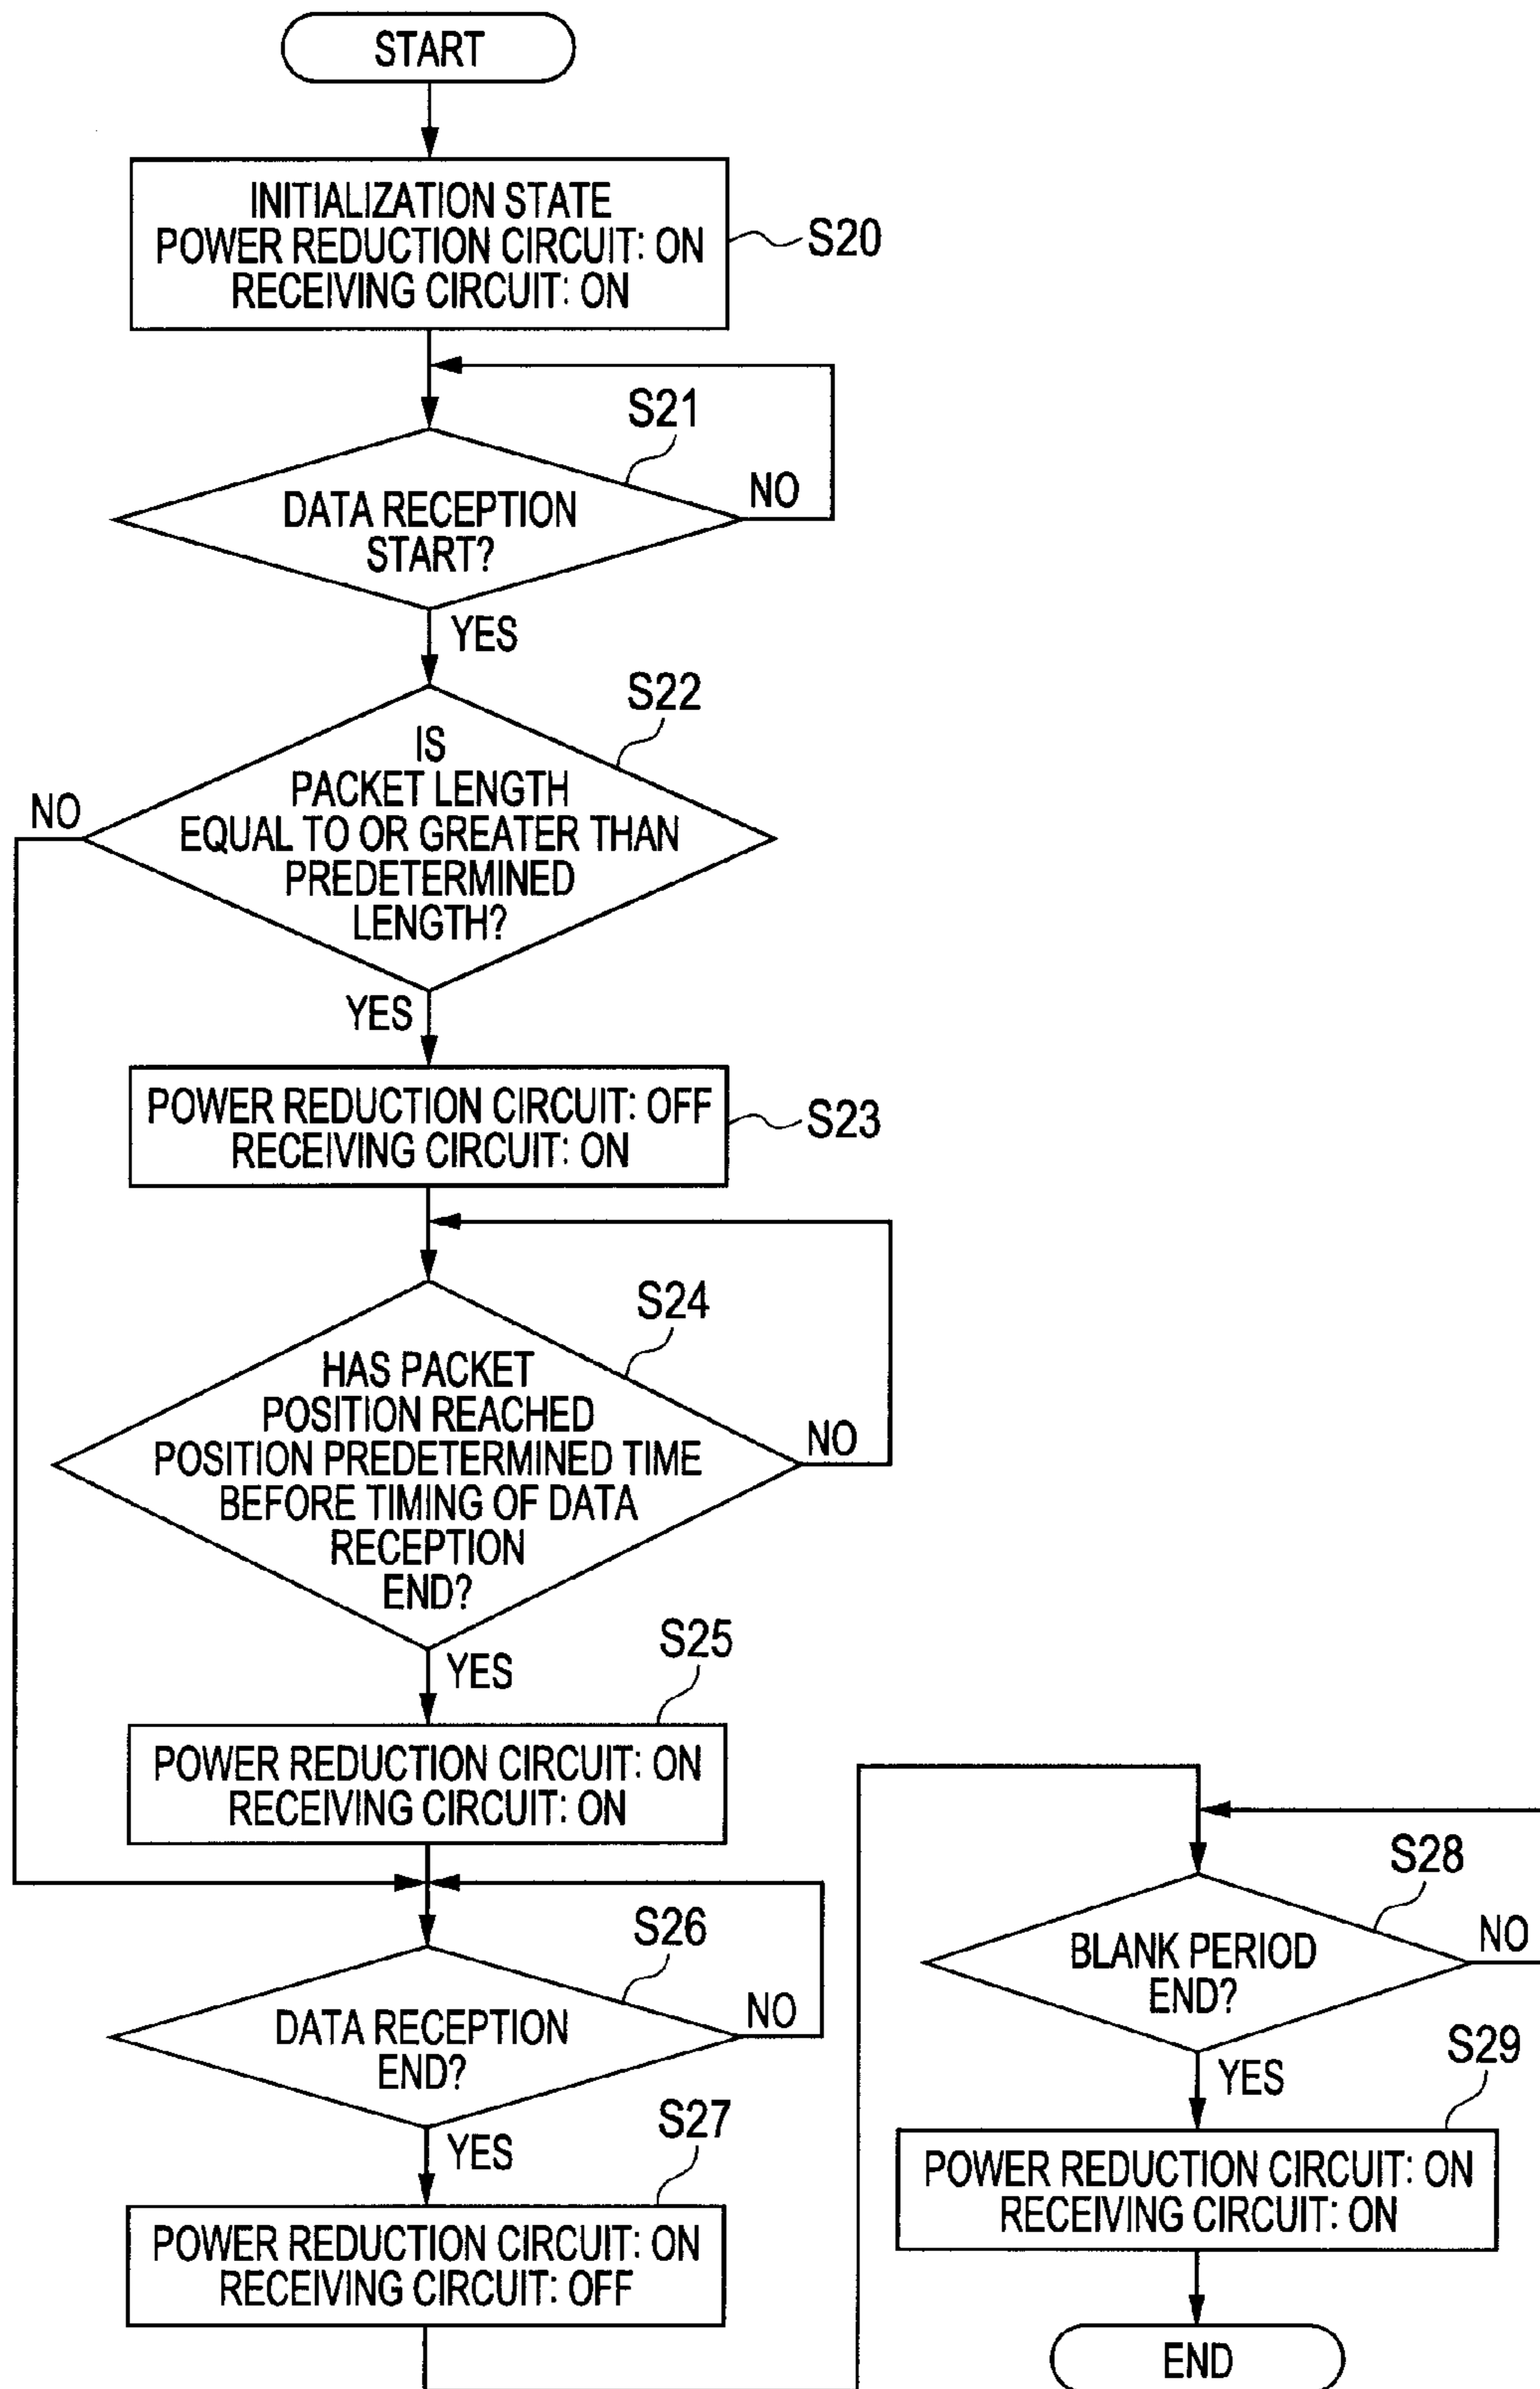 START
INITIALIZATION STATE
POWER REDUCTION CIRCUIT: ON
RECEIVING CIRCUIT: ON
S20
S21
DATA RECEPTION
START?
NO
YES
S22
IS
PACKET LENGTH
EQUAL TO OR GREATER THAN
PREDETERMINED
LENGTH?
NO
YES
POWER REDUCTION CIRCUIT: OFF
RECEIVING CIRCUIT: ON
S23
S24
HAS PACKET
POSITION REACHED
POSITION PREDETERMINED TIME
BEFORE TIMING OF DATA
RECEPTION
END?
NO
YES
S25
POWER REDUCTION CIRCUIT: ON
RECEIVING CIRCUIT: ON
S26
DATA RECEPTION
END?
NO
YES
S27
POWER REDUCTION CIRCUIT: ON
RECEIVING CIRCUIT: OFF
S28
BLANK PERIOD
END?
NO
YES
S29
POWER REDUCTION CIRCUIT: ON
RECEIVING CIRCUIT: ON
END